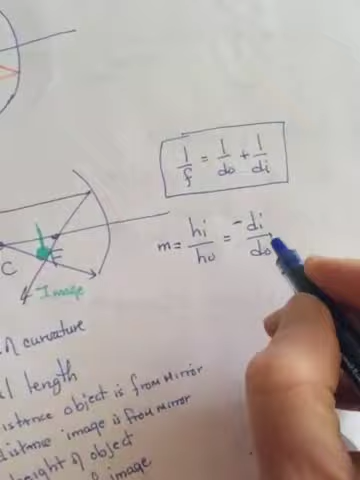 1/f = 1/do + 1/di
m = hi/ho = -di/do
C F
Image
of curvature
length
distance object is from mirror
distance image is from mirror
height of object
image